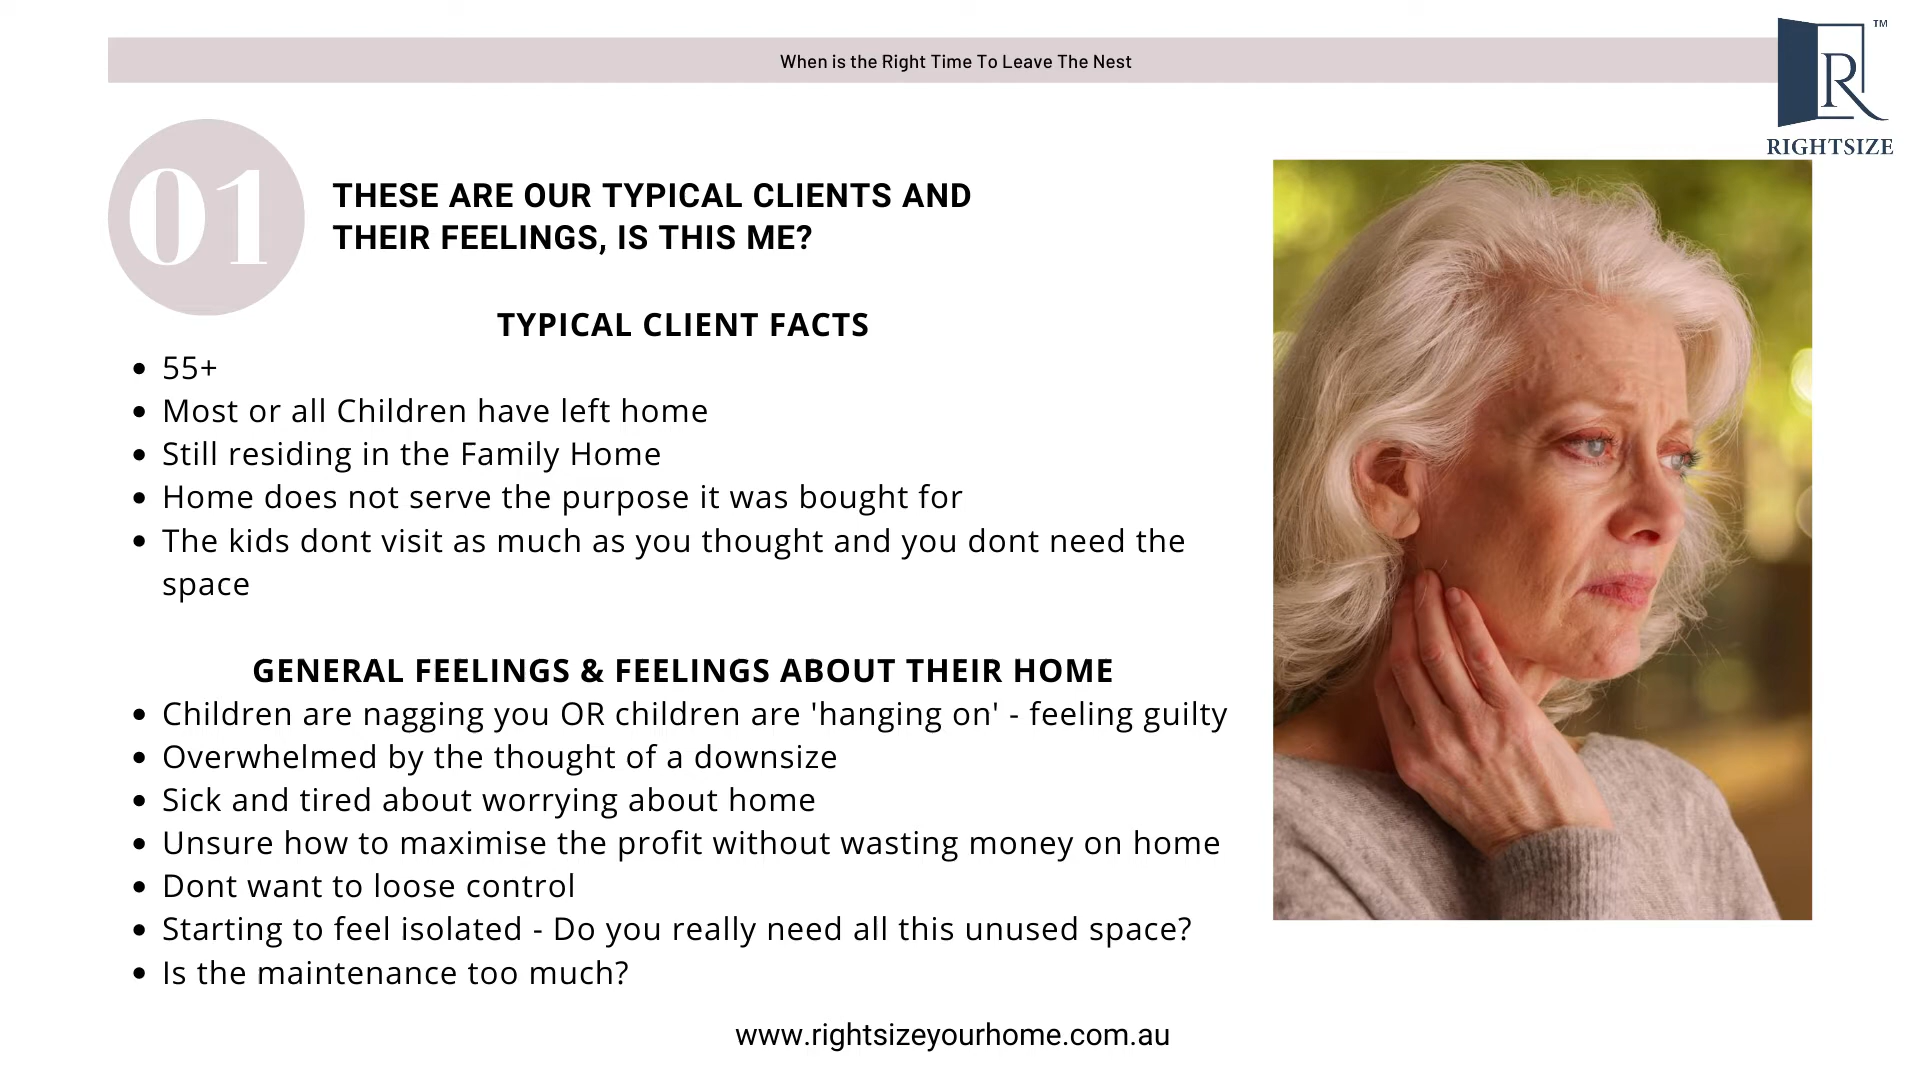 When is the Right Time To Leave The Nest
TM
R
RIGHTSIZE
01
THESE ARE OUR TYPICAL CLIENTS AND
THEIR FEELINGS, IS THIS ME?
TYPICAL CLIENT FACTS
• 55+
• Most or all Children have left home
• Still residing in the Family Home
• Home does not serve the purpose it was bought for
• The kids dont visit as much as you thought and you dont need the
space
GENERAL FEELINGS & FEELINGS ABOUT THEIR HOME
• Children are nagging you OR children are 'hanging on' - feeling guilty
• Overwhelmed by the thought of a downsize
• Sick and tired about worrying about home
• Unsure how to maximise the profit without wasting money on home
• Dont want to loose control
• Starting to feel isolated - Do you really need all this unused space?
• Is the maintenance too much?
www.rightsizeyourhome.com.au